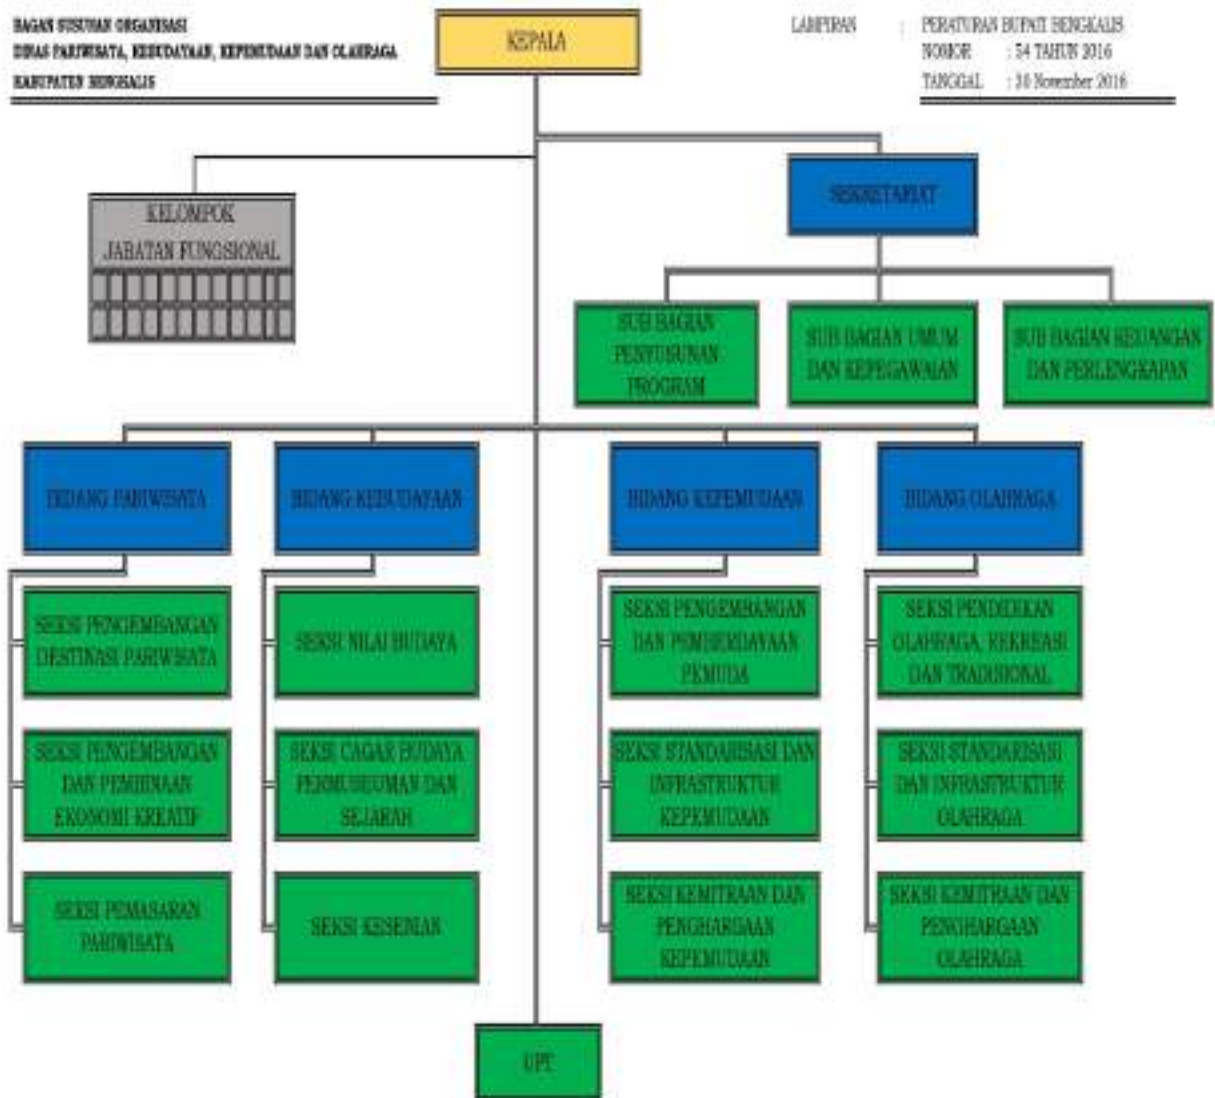 BAGAN SUSUNAN ORGANISASI
DINAS PARIWISATA, KEBUDAYAAN, KEPEMUDAAN DAN OLAHRAGA
KABUPATEN BENGKALIS
KEPALA
LAMPIRAN : PERATURAN BUPATI BENGKALIS
NOMOR : 54 TAHUN 2016
TANGGAL : 30 November 2016
KELOMPOK
JABATAN FUNGSIONAL
SEKRETARIAT
SUB BAGIAN
PENYUSUNAN
PROGRAM
SUB BAGIAN UMUM
DAN KEPEGAWAIAN
SUB BAGIAN KEUANGAN
DAN PERLENGKAPAN
BIDANG PARIWISATA
BIDANG KEBUDAYAAN
BIDANG KEPEMUDAAN
BIDANG OLAHRAGA
SEKSI PENGEMBANGAN
DESTINASI PARIWISATA
SEKSI NILAI BUDAYA
SEKSI PENGEMBANGAN
DAN PEMBERDAYAAN
PEMUDA
SEKSI PENDIDIKAN
OLAHRAGA, REKREASI
DAN TRADISIONAL
SEKSI PENGEMBANGAN
DAN PEMBINAAN
EKONOMI KREATIF
SEKSI CAGAR BUDAYA
PERMUSEUMAN DAN
SEJARAH
SEKSI STANDARISASI DAN
INFRASTRUKTUR
KEPEMUDAAN
SEKSI STANDARISASI
DAN INFRASTRUKTUR
OLAHRAGA
SEKSI PEMASARAN
PARIWISATA
SEKSI KESENIAN
SEKSI KEMITRAAN DAN
PENGHARGAAN
KEPEMUDAAN
SEKSI KEMITRAAN DAN
PENGHARGAAN
OLAHRAGA
UPT